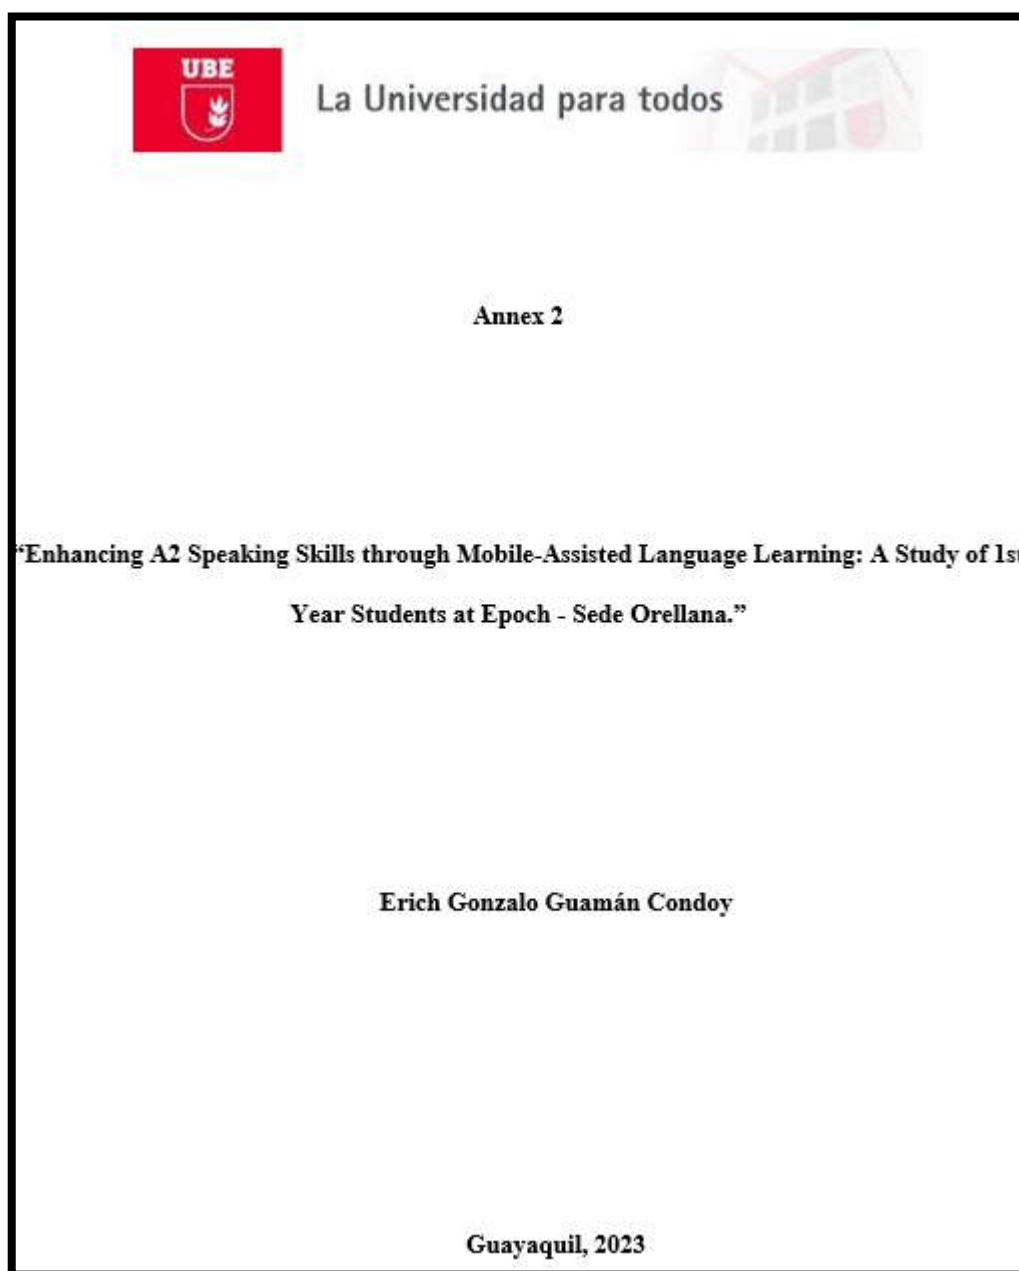 UBE
La Universidad para todos
Annex 2
“Enhancing A2 Speaking Skills through Mobile-Assisted Language Learning: A Study of 1st
Year Students at Epoch - Sede Orellana.”
Erich Gonzalo Guamán Condoy
Guayaquil, 2023